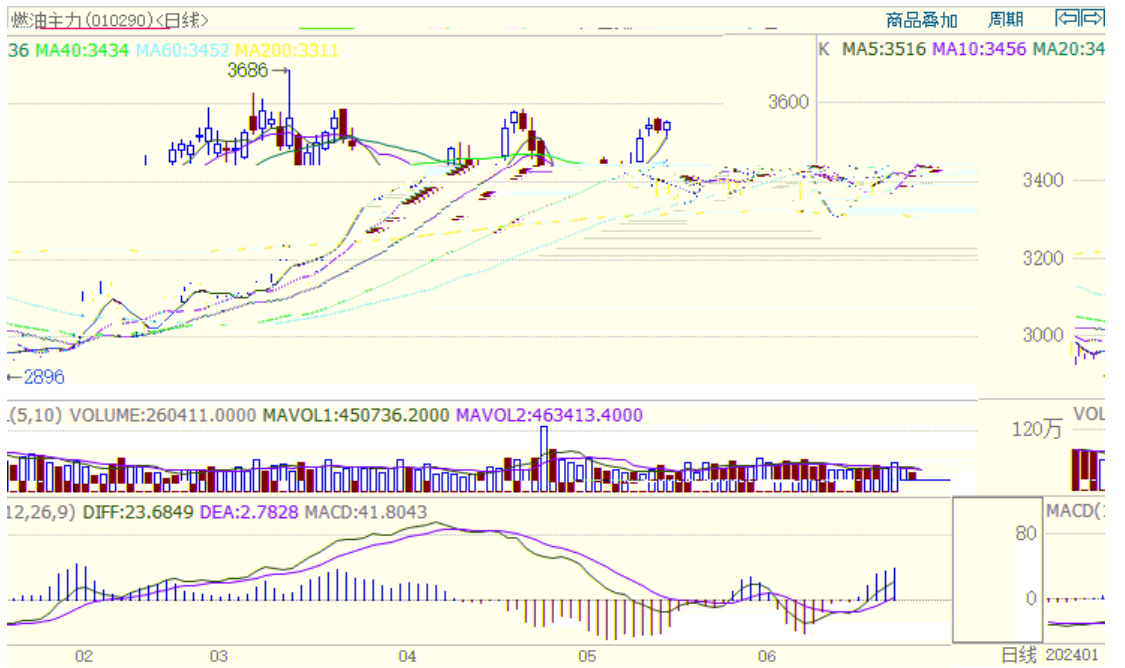 燃油主力(010290)<日线> 商品叠加 周期
36 MA40:3434 MA60:3452 MA200:3311 K MA5:3516 MA10:3456 MA20:34
3686
3600
3400
3200
3000
2896
(5,10) VOLUME:260411.0000 MAVOL1:450736.2000 MAVOL2:463413.4000 VOL
120万
12,26,9) DIFF:23.6849 DEA:2.7828 MACD:41.8043 MACD(
80
0
02 03 04 05 06 日线 202401